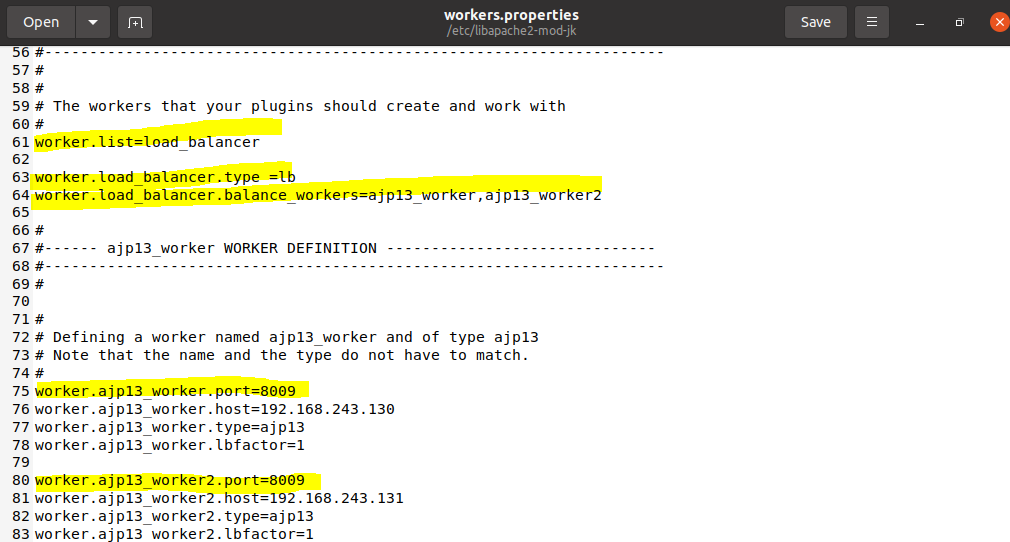 Open
workers.properties
/etc/libapache2-mod-jk
Save
56 #---------------------------------------------------------------------
57 #
58 #
59 # The workers that your plugins should create and work with
60 #
61 worker.list=load_balancer
62
63 worker.load_balancer.type =lb
64 worker.load_balancer.balance_workers=ajp13_worker,ajp13_worker2
65
66 #
67 #------ ajp13_worker WORKER DEFINITION ------------------------------
68 #---------------------------------------------------------------------
69 #
70
71 #
72 # Defining a worker named ajp13_worker and of type ajp13
73 # Note that the name and the type do not have to match.
74 #
75 worker.ajp13_worker.port=8009
76 worker.ajp13_worker.host=192.168.243.130
77 worker.ajp13_worker.type=ajp13
78 worker.ajp13_worker.lbfactor=1
79
80 worker.ajp13_worker2.port=8009
81 worker.ajp13_worker2.host=192.168.243.131
82 worker.ajp13_worker2.type=ajp13
83 worker.ajp13_worker2.lbfactor=1